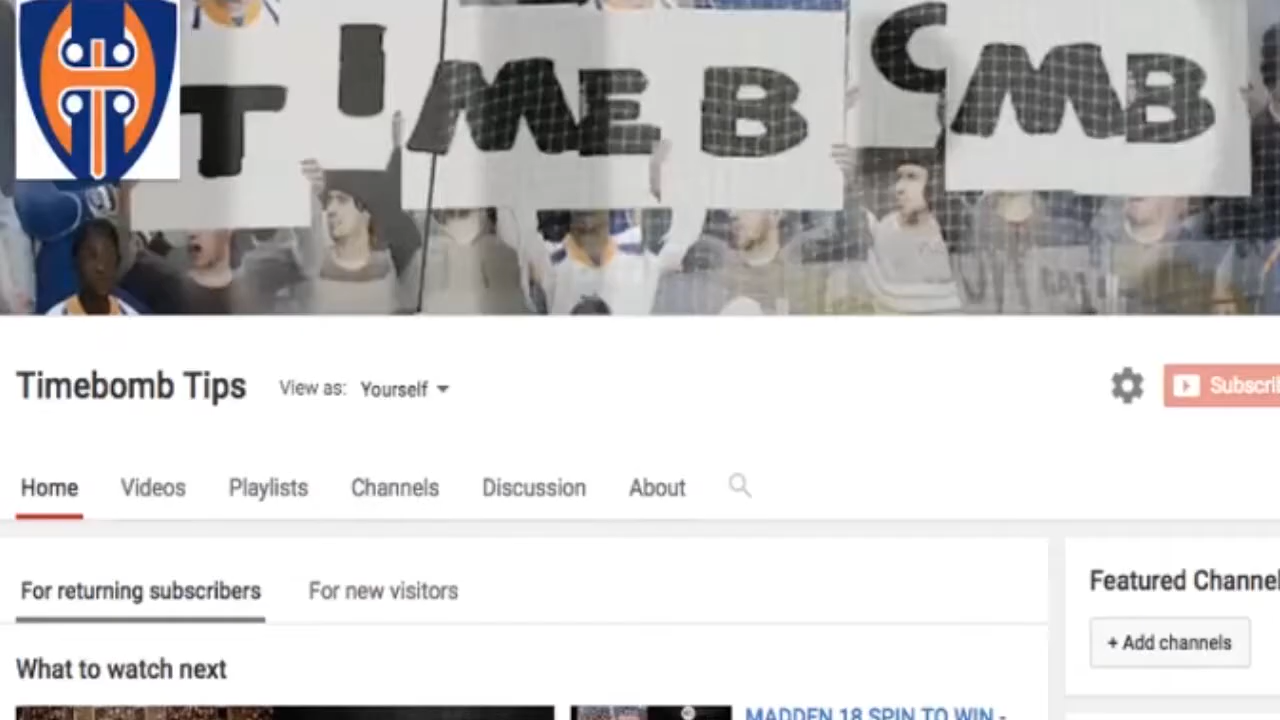 T I ME B C MB
Timebomb Tips View as: Yourself
Subscri
Home Videos Playlists Channels Discussion About
For returning subscribers For new visitors
Featured Channel
+ Add channels
What to watch next
MADDEN 18 SPIN TO WIN -